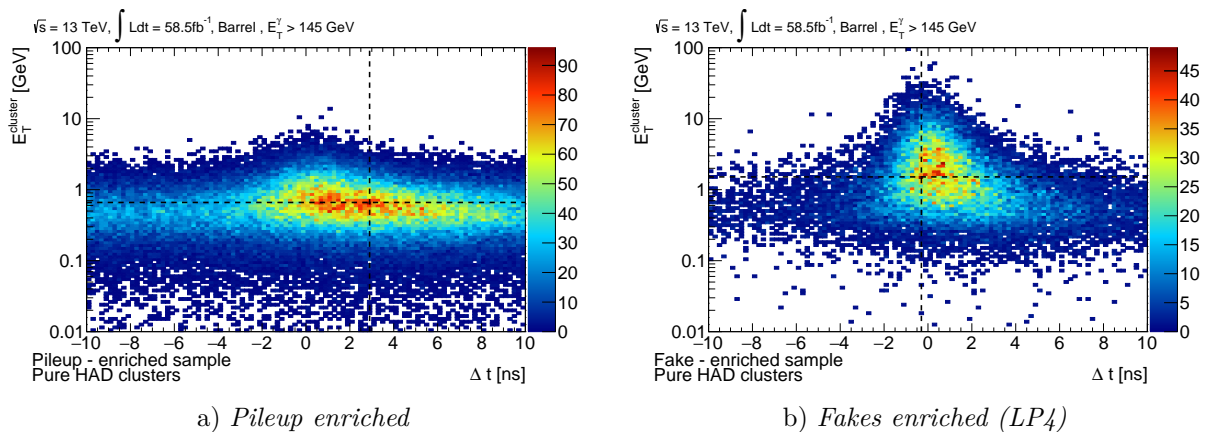 √s = 13 TeV, ∫ Ldt = 58.5fb⁻¹, Barrel , E_T^γ > 145 GeV
E_T^cluster [GeV]
100
10
1
0.1
0.01
−10 −8 −6 −4 −2 0 2 4 6 8 10
90
80
70
60
50
40
30
20
10
0
Pileup - enriched sample
Pure HAD clusters
Δ t [ns]
a) Pileup enriched
√s = 13 TeV, ∫ Ldt = 58.5fb⁻¹, Barrel , E_T^γ > 145 GeV
E_T^cluster [GeV]
100
10
1
0.1
0.01
−10 −8 −6 −4 −2 0 2 4 6 8 10
45
40
35
30
25
20
15
10
5
0
Fake - enriched sample
Pure HAD clusters
Δ t [ns]
b) Fakes enriched (LP4)